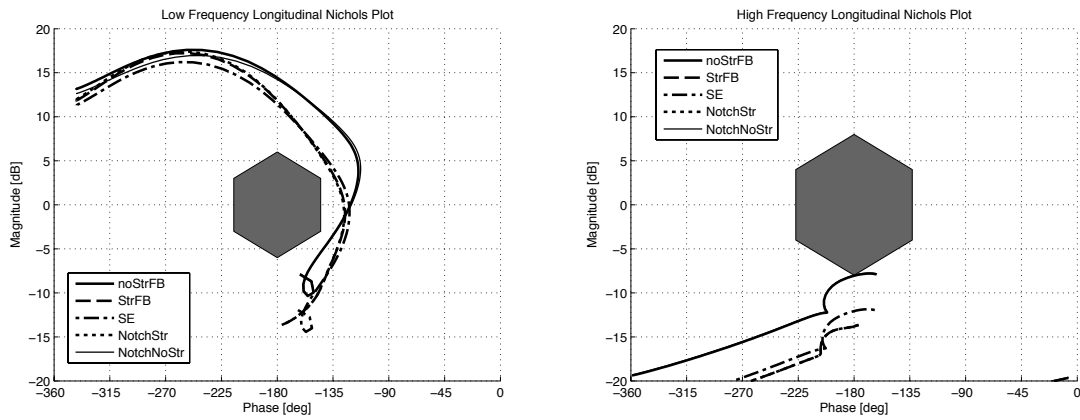 Low Frequency Longitudinal Nichols Plot
20
15
10
5
0
−5
−10
−15
−20
Magnitude [dB]
noStrFB
StrFB
SE
NotchStr
NotchNoStr
−360
−315
−270
−225
−180
−135
−90
−45
0
Phase [deg]
High Frequency Longitudinal Nichols Plot
20
15
10
5
0
−5
−10
−15
−20
Magnitude [dB]
noStrFB
StrFB
SE
NotchStr
NotchNoStr
−360
−315
−270
−225
−180
−135
−90
−45
0
Phase [deg]